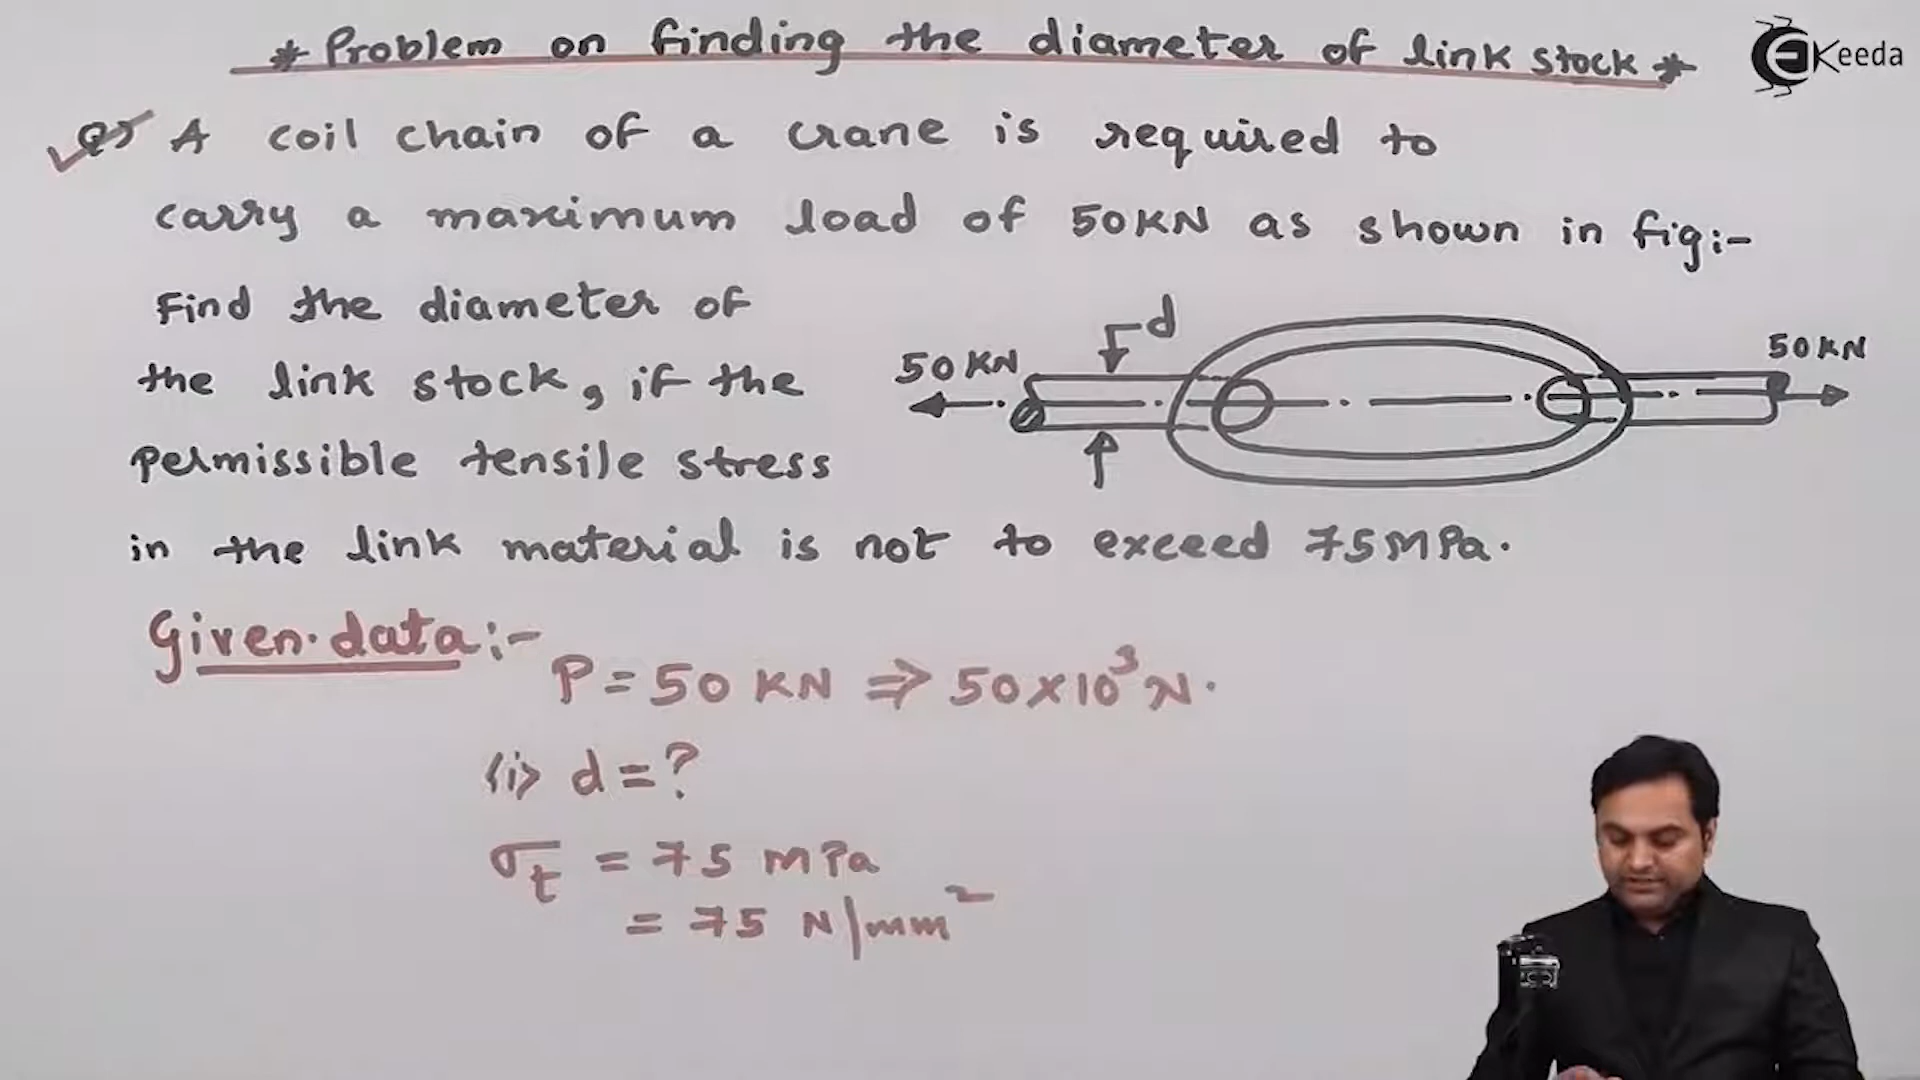 * Problem on finding the diameter of link stock *
EKeeda
Q> A coil chain of a crane is required to
carry a maximum load of 50KN as shown in fig:-
Find the diameter of
the link stock, if the
permissible tensile stress
in the link material is not to exceed 75MPa.
d
50 KN
50 KN
Given data:-
P = 50 KN ⇒ 50×10³ N.
<i> d = ?
σt = 75 MPa
= 75 N/mm²